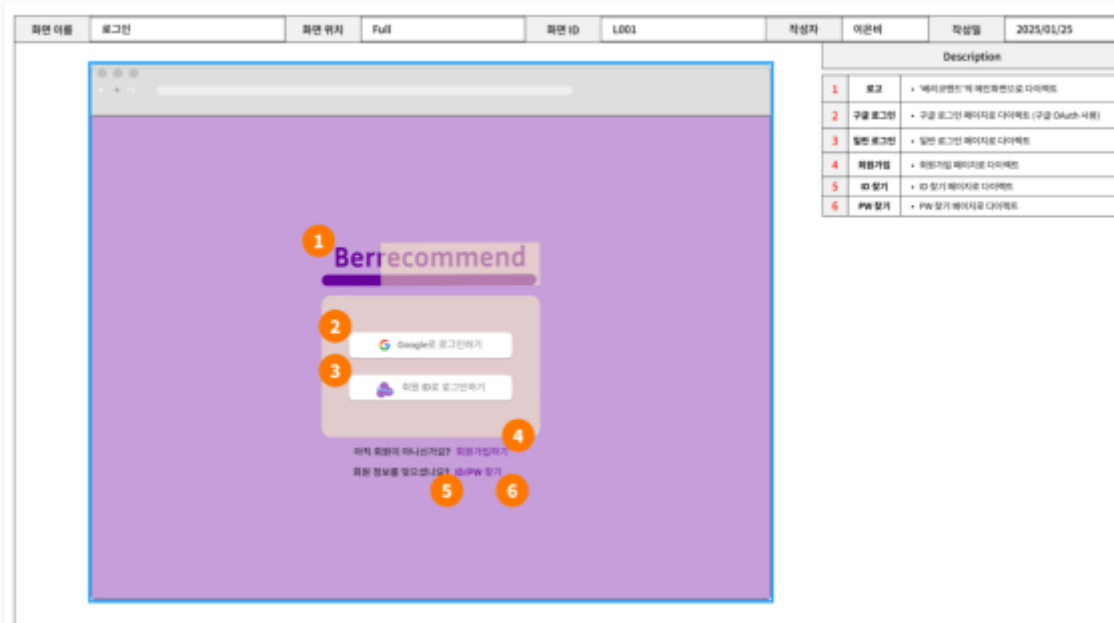 화면 이름 로그인 화면 위치 Full 화면 ID L001 작성자 이은비 작성일 2025/01/25
Description
1 로고 • '베리코멘드'의 메인화면으로 다이렉트
2 구글 로그인 • 구글 로그인 페이지로 다이렉트 (구글 OAuth 사용)
3 일반 로그인 • 일반 로그인 페이지로 다이렉트
4 회원가입 • 회원가입 페이지로 다이렉트
5 ID 찾기 • ID 찾기 페이지로 다이렉트
6 PW 찾기 • PW 찾기 페이지로 다이렉트
1
Berrecommend
2
Google로 로그인하기
3
회원 ID로 로그인하기
4
아직 회원이 아니신가요? 회원가입하기
회원 정보를 잊으셨나요? ID/PW 찾기
5 6